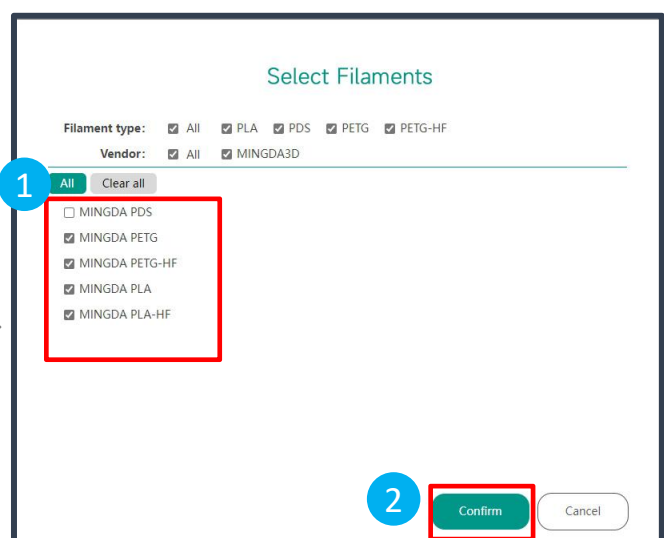 Select Filaments
Filament type: All PLA PDS PETG PETG-HF
Vendor: All MINGDA3D
1 All Clear all
MINGDA PDS
MINGDA PETG
MINGDA PETG-HF
MINGDA PLA
MINGDA PLA-HF
2 Confirm Cancel